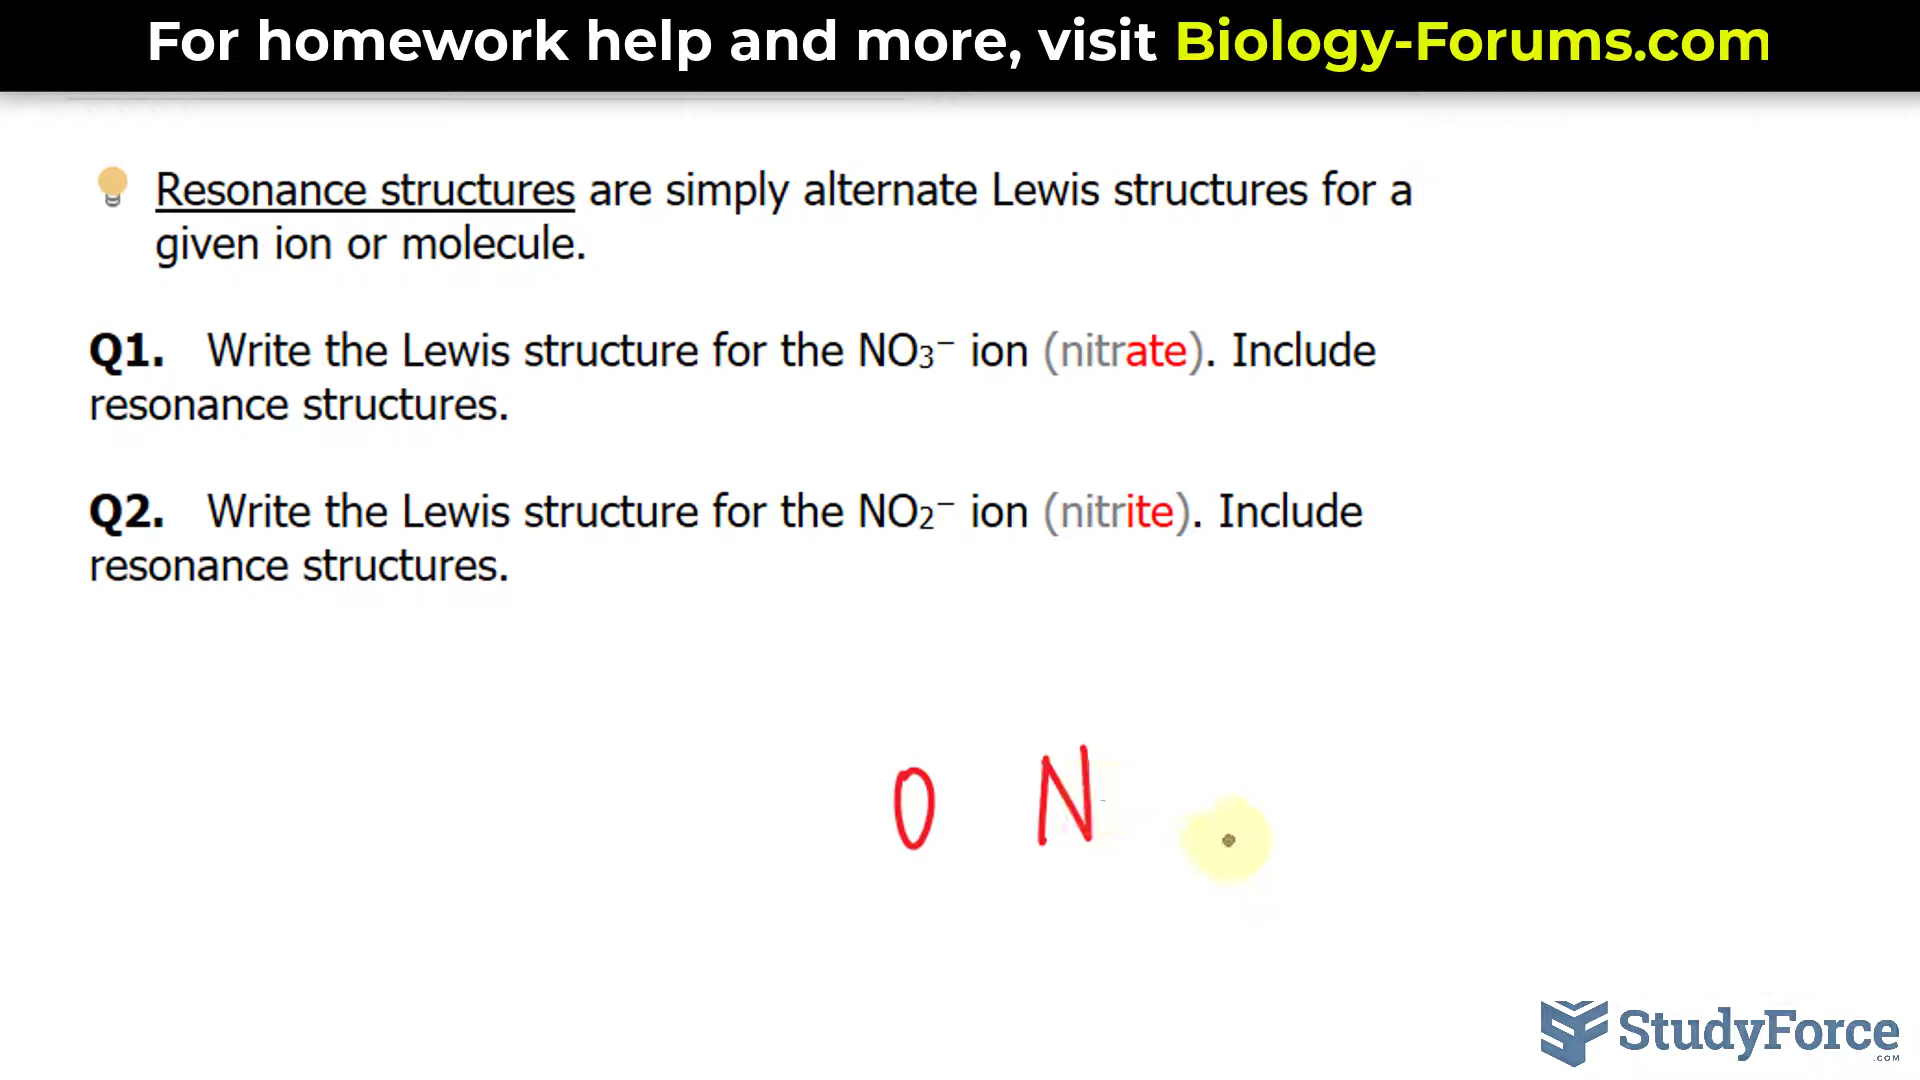 For homework help and more, visit Biology-Forums.com
Resonance structures are simply alternate Lewis structures for a
given ion or molecule.
Q1. Write the Lewis structure for the NO₃⁻ ion (nitrate). Include
resonance structures.
Q2. Write the Lewis structure for the NO₂⁻ ion (nitrite). Include
resonance structures.
O N
StudyForce
.COM